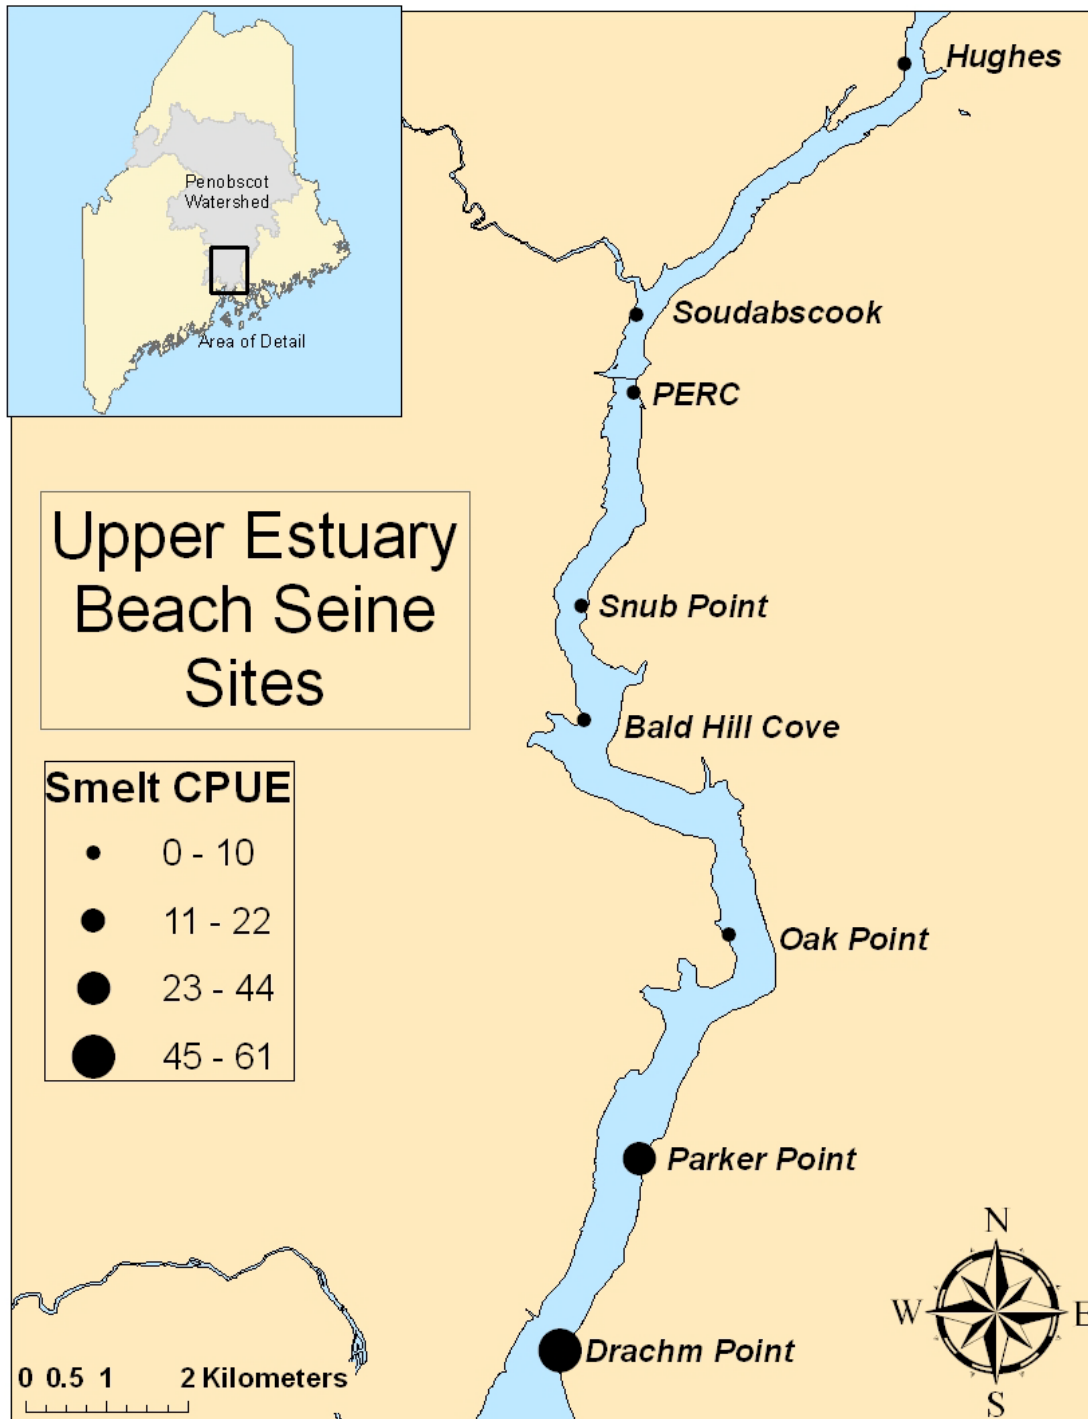 Penobscot
Watershed
Area of Detail
Hughes
Soudabscook
PERC
Upper Estuary
Beach Seine
Sites
Snub Point
Bald Hill Cove
Smelt CPUE
0 - 10
11 - 22
23 - 44
45 - 61
Oak Point
Parker Point
Drachm Point
N
W E
S
0 0.5 1 2 Kilometers